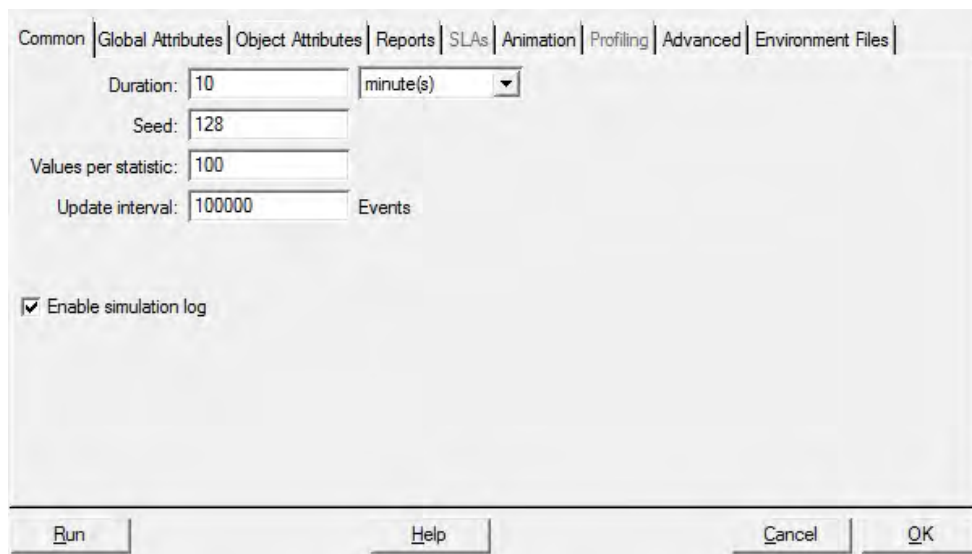 Common Global Attributes Object Attributes Reports SLAs Animation Profiling Advanced Environment Files
Duration: 10 minute(s)
Seed: 128
Values per statistic: 100
Update interval: 100000 Events
Enable simulation log
Run Help Cancel OK